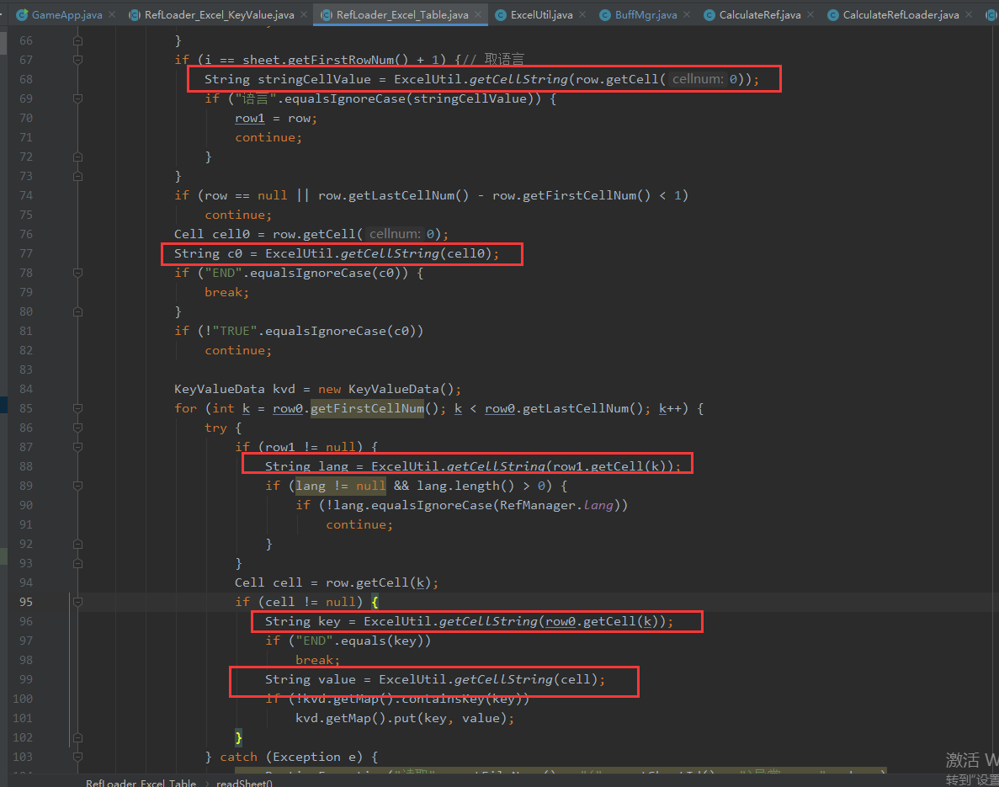 GameApp.java RefLoader_Excel_KeyValue.java RefLoader_Excel_Table.java ExcelUtil.java BuffMgr.java CalculateRef.java CalculateRefLoader.java
66 }
67 if (i == sheet.getFirstRowNum() + 1) {// 取语言
68 String stringCellValue = ExcelUtil.getCellString(row.getCell( cellnum: 0));
69 if ("语言".equalsIgnoreCase(stringCellValue)) {
70 row1 = row;
71 continue;
72 }
73 }
74 if (row == null || row.getLastCellNum() - row.getFirstCellNum() < 1)
75 continue;
76 Cell cell0 = row.getCell( cellnum: 0);
77 String c0 = ExcelUtil.getCellString(cell0);
78 if ("END".equalsIgnoreCase(c0)) {
79 break;
80 }
81 if (!"TRUE".equalsIgnoreCase(c0))
82 continue;
83
84 KeyValueData kvd = new KeyValueData();
85 for (int k = row0.getFirstCellNum(); k < row0.getLastCellNum(); k++) {
86 try {
87 if (row1 != null) {
88 String lang = ExcelUtil.getCellString(row1.getCell(k));
89 if (lang != null && lang.length() > 0) {
90 if (!lang.equalsIgnoreCase(RefManager.lang))
91 continue;
92 }
93 }
94 Cell cell = row.getCell(k);
95 if (cell != null) {
96 String key = ExcelUtil.getCellString(row0.getCell(k));
97 if ("END".equals(key))
98 break;
99 String value = ExcelUtil.getCellString(cell);
100 if (!kvd.getMap().containsKey(key))
101 kvd.getMap().put(key, value);
102 }
103 } catch (Exception e) {
激活 W
转到"设置
RefLoader_Excel_Table › readSheet()